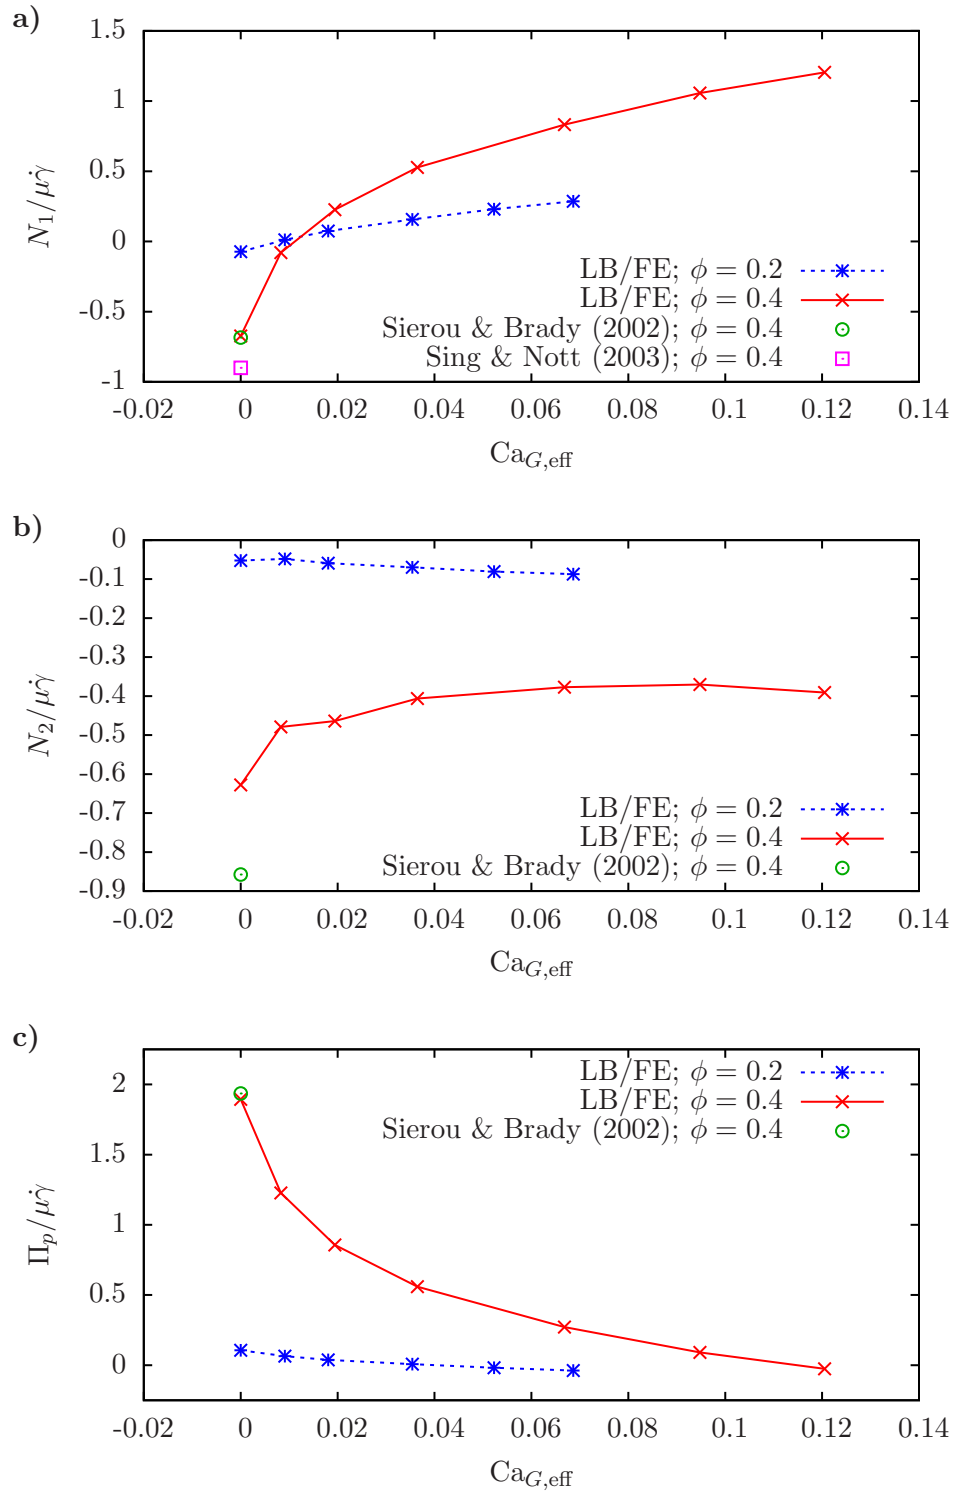 a)
1.5
1
0.5
0
-0.5
-1
N₁/μγ̇
LB/FE; ϕ = 0.2
LB/FE; ϕ = 0.4
Sierou & Brady (2002); ϕ = 0.4
Sing & Nott (2003); ϕ = 0.4
-0.02 0 0.02 0.04 0.06 0.08 0.1 0.12 0.14
Ca_G,eff
b)
0
-0.1
-0.2
-0.3
-0.4
-0.5
-0.6
-0.7
-0.8
-0.9
N₂/μγ̇
LB/FE; ϕ = 0.2
LB/FE; ϕ = 0.4
Sierou & Brady (2002); ϕ = 0.4
-0.02 0 0.02 0.04 0.06 0.08 0.1 0.12 0.14
Ca_G,eff
c)
2
1.5
1
0.5
0
Π_p/μγ̇
LB/FE; ϕ = 0.2
LB/FE; ϕ = 0.4
Sierou & Brady (2002); ϕ = 0.4
-0.02 0 0.02 0.04 0.06 0.08 0.1 0.12 0.14
Ca_G,eff